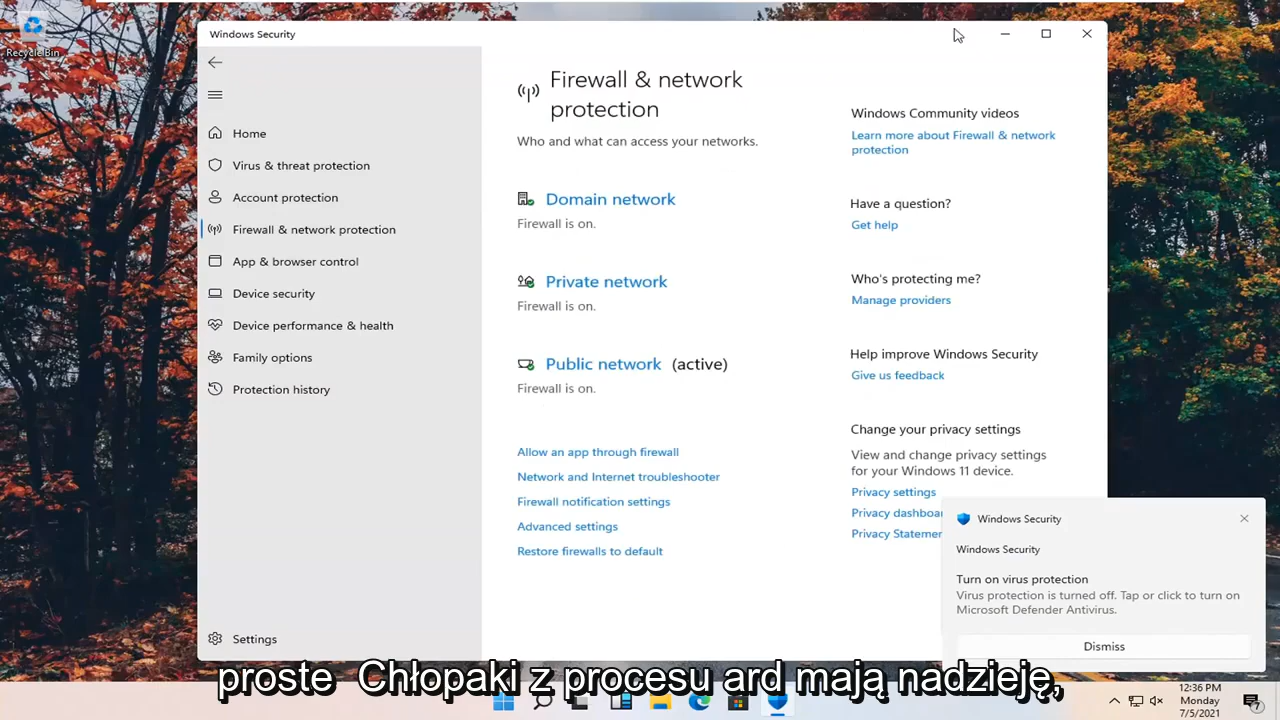 Recycle Bin
Windows Security
Home
Virus & threat protection
Account protection
Firewall & network protection
App & browser control
Device security
Device performance & health
Family options
Protection history
Settings
Firewall & network
protection
Who and what can access your networks.
Domain network
Firewall is on.
Private network
Firewall is on.
Public network (active)
Firewall is on.
Allow an app through firewall
Network and Internet troubleshooter
Firewall notification settings
Advanced settings
Restore firewalls to default
Windows Community videos
Learn more about Firewall & network
protection
Have a question?
Get help
Who's protecting me?
Manage providers
Help improve Windows Security
Give us feedback
Change your privacy settings
View and change privacy settings
for your Windows 11 device.
Privacy settings
Privacy dashboar
Privacy Statemer
Windows Security
Windows Security
Turn on virus protection
Virus protection is turned off. Tap or click to turn on
Microsoft Defender Antivirus.
Dismiss
proste Chłopaki z procesu ard mają nadzieję,
12:36 PM
7/5/2021
7